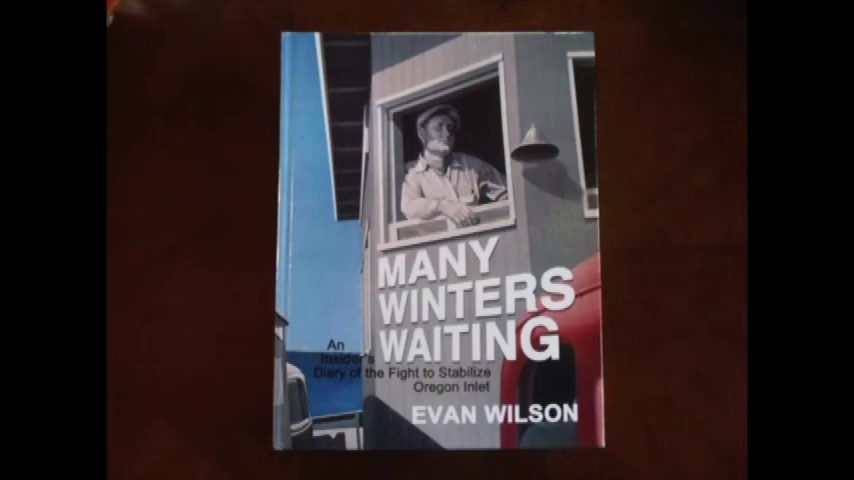 MANY
WINTERS
WAITING
An
Insider's
Diary of the Fight to Stabilize
Oregon Inlet
EVAN WILSON